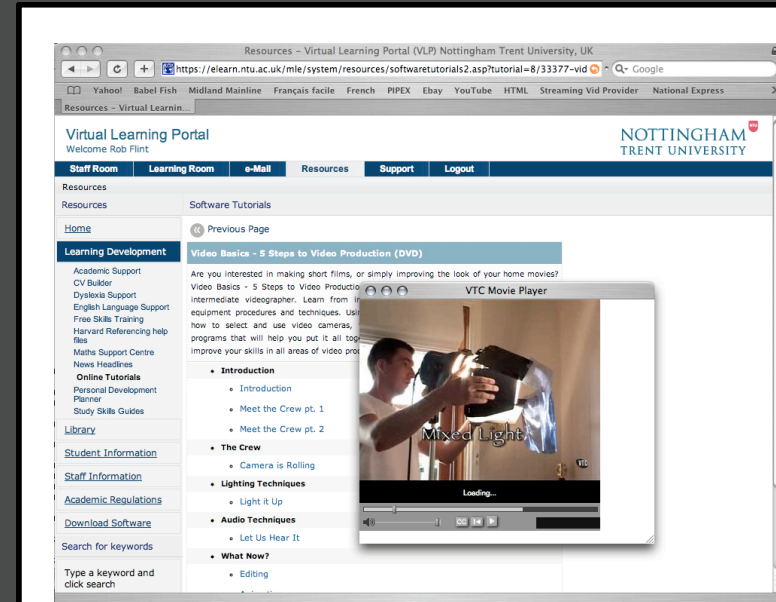 Resources – Virtual Learning Portal (VLP) Nottingham Trent University, UK
https://elearn.ntu.ac.uk/mle/system/resources/softwaretutorials2.asp?tutorial=8/33377-vid
Google
Yahoo! Babel Fish Midland Mainline Français facile French PIPEX Ebay YouTube HTML Streaming Vid Provider National Express
Resources – Virtual Learnin...
Virtual Learning Portal
Welcome Rob Flint
NOTTINGHAM
TRENT UNIVERSITY
Staff Room Learning Room e-Mail Resources Support Logout
Resources
Resources
Software Tutorials
Home
Learning Development
Academic Support
CV Builder
Dyslexia Support
English Language Support
Free Skills Training
Harvard Referencing help
files
Maths Support Centre
News Headlines
Online Tutorials
Personal Development
Planner
Study Skills Guides
Library
Student Information
Staff Information
Academic Regulations
Download Software
Search for keywords
Type a keyword and
click search
Previous Page
Video Basics - 5 Steps to Video Production (DVD)
Are you interested in making short films, or simply improving the look of your home movies?
Video Basics - 5 Steps to Video
intermediate videographer. Learn from
equipment procedures and techniques.
how to select and use video cameras,
programs that will help you put it all
improve your skills in all areas of video
• Introduction
Introduction
Meet the Crew pt. 1
Meet the Crew pt. 2
• The Crew
Camera is Rolling
• Lighting Techniques
Light it Up
• Audio Techniques
Let Us Hear It
• What Now?
Editing
VTC Movie Player
Mixed Light
VTC
Loading...
CC